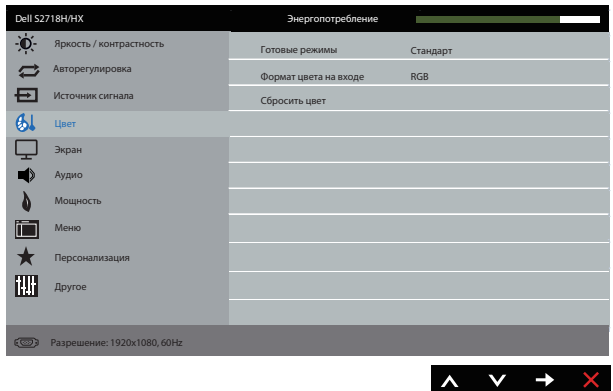 Dell S2718H/HX
Энергопотребление
Яркость / контрастность
Авторегулировка
Источник сигнала
Цвет
Экран
Аудио
Мощность
Меню
Персонализация
Другое
Готовые режимы Стандарт
Формат цвета на входе RGB
Сбросить цвет
Разрешение: 1920x1080, 60Hz